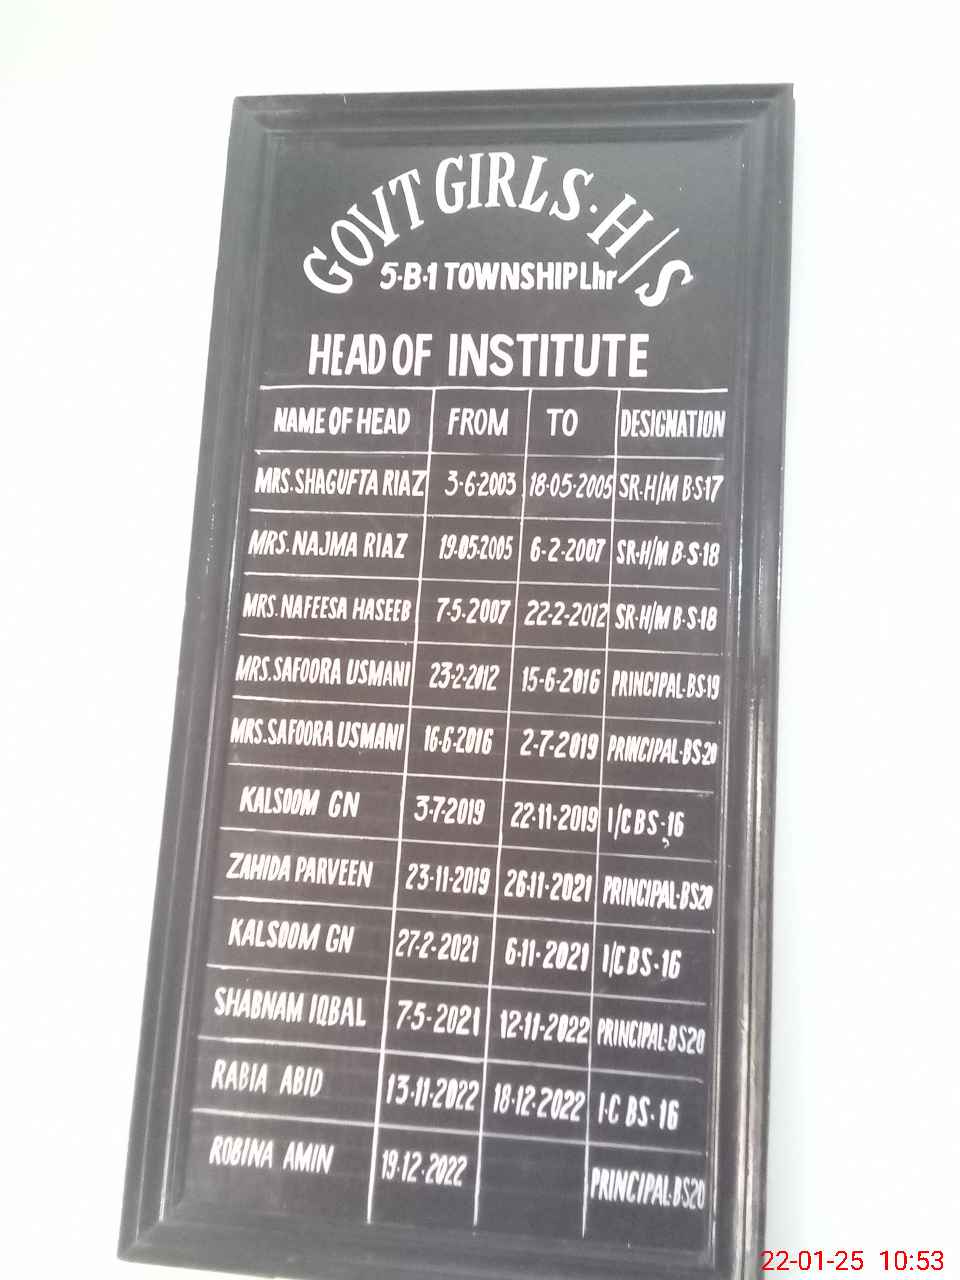 GOVT GIRLS·H/S
5-B-1 TOWNSHIP Lhr
HEAD OF INSTITUTE
NAME OF HEAD FROM TO DESIGNATION
MRS.SHAGUFTA RIAZ 3-6-2003 18-05-2005 SR-H/M B-S-17
MRS.NAJMA RIAZ 19-05-2005 6-2-2007 SR-H/M B-S-18
MRS.NAFEESA HASEEB 7-5-2007 22-2-2012 SR-H/M B-S-18
MRS.SAFOORA USMANI 23-2-2012 15-6-2016 PRINCIPAL-BS-19
MRS.SAFOORA USMANI 16-6-2016 2-7-2019 PRINCIPAL-BS-20
KALSOOM GN 3-7-2019 22-11-2019 I/C BS-16
ZAHIDA PARVEEN 23-11-2019 26-11-2021 PRINCIPAL-BS20
KALSOOM GN 27-2-2021 6-11-2021 I/C BS-16
SHABNAM IQBAL 7-5-2021 12-11-2022 PRINCIPAL-BS20
RABIA ABID 13-11-2022 18-12-2022 I-C BS-16
ROBINA AMIN 19-12-2022 PRINCIPAL-BS20
22-01-25 10:53